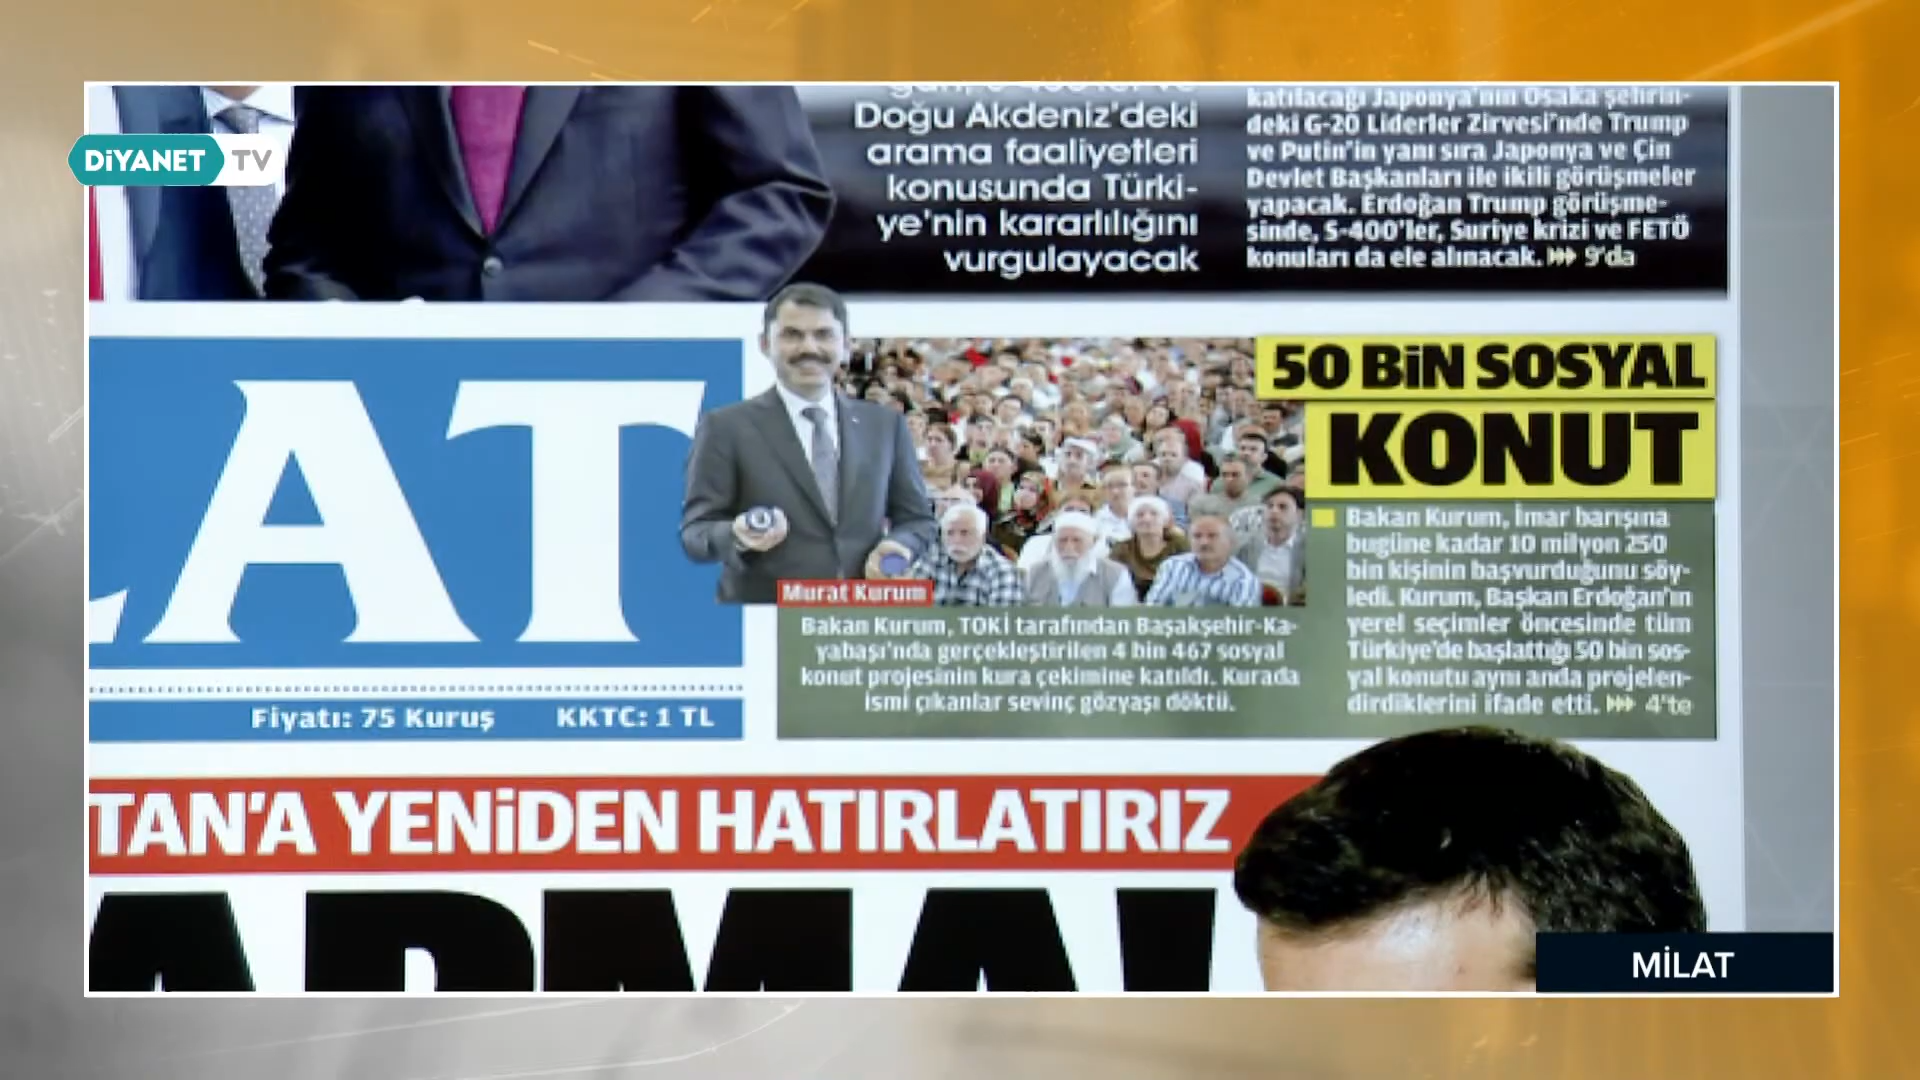 DİYANET TV
Doğu Akdeniz'deki
arama faaliyetleri
konusunda Türki-
ye'nin kararlılığını
vurgulayacak
katılacağı Japonya'nın Osaka şehrin-
deki G-20 Liderler Zirvesi'nde Trump
ve Putin'in yanı sıra Japonya ve Çin
Devlet Başkanları ile ikili görüşmeler
yapacak. Erdoğan Trump görüşme-
sinde, S-400'ler, Suriye krizi ve FETÖ
konuları da ele alınacak. 9'da
LAT
Fiyatı: 75 Kuruş KKTC: 1 TL
50 BİN SOSYAL
KONUT
Murat Kurum
Bakan Kurum, TOKİ tarafından Başakşehir-Ka-
yabaşı'nda gerçekleştirilen 4 bin 467 sosyal
konut projesinin kura çekimine katıldı. Kurada
ismi çıkanlar sevinç gözyaşı döktü.
Bakan Kurum, İmar barışına
bugüne kadar 10 milyon 250
bin kişinin başvurduğunu söy-
ledi. Kurum, Başkan Erdoğan'ın
yerel seçimler öncesinde tüm
Türkiye'de başlattığı 50 bin sos-
yal konutu aynı anda projelen-
dirdiklerini ifade etti. 4'te
TAN'A YENİDEN HATIRLATIRIZ
MİLAT